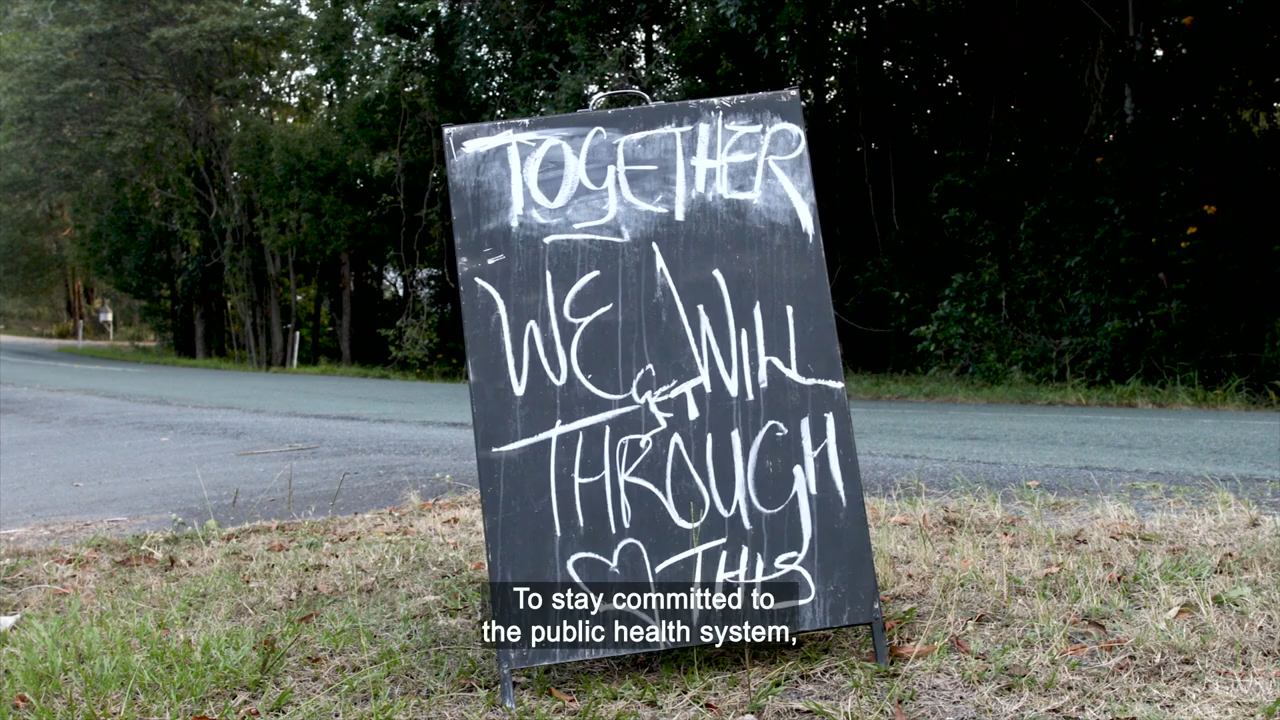 TOGETHER
WE WILL
GET
THROUGH
THIS
To stay committed to
the public health system,